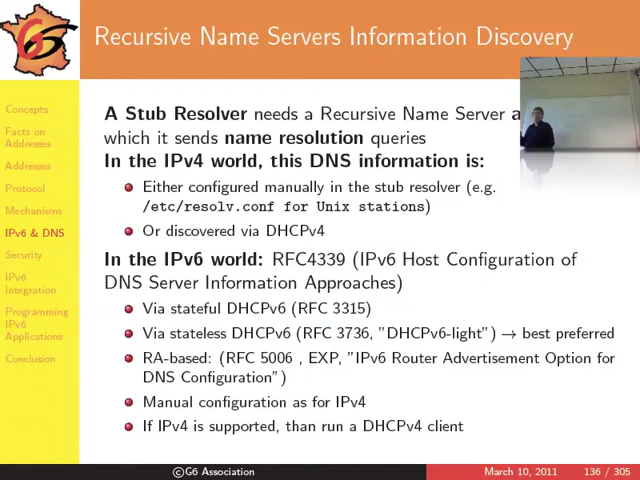 G6
Recursive Name Servers Information Discovery
Concepts
Facts on
Addresses
Addresses
Protocol
Mechanisms
IPv6 & DNS
Security
IPv6
Integration
Programming
IPv6
Applications
Conclusion
A Stub Resolver needs a Recursive Name Server a
which it sends name resolution queries
In the IPv4 world, this DNS information is:
Either configured manually in the stub resolver (e.g.
/etc/resolv.conf for Unix stations)
Or discovered via DHCPv4
In the IPv6 world: RFC4339 (IPv6 Host Configuration of
DNS Server Information Approaches)
Via stateful DHCPv6 (RFC 3315)
Via stateless DHCPv6 (RFC 3736, "DHCPv6-light") → best preferred
RA-based: (RFC 5006 , EXP, "IPv6 Router Advertisement Option for
DNS Configuration")
Manual configuration as for IPv4
If IPv4 is supported, than run a DHCPv4 client
©G6 Association
March 10, 2011
136 / 305